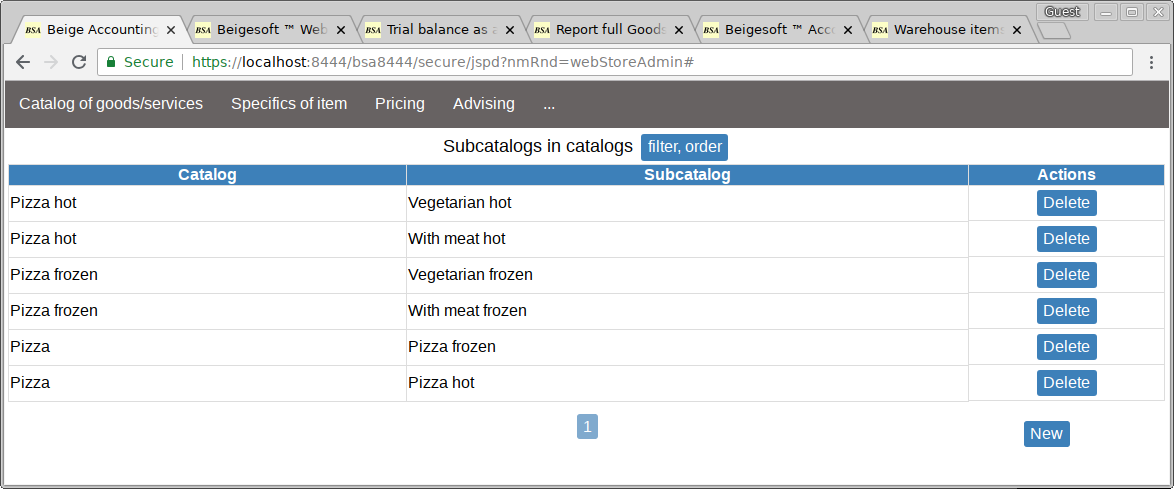 Guest
BSA Beige Accounting BSA Beigesoft ™ Web BSA Trial balance as a BSA Report full Goods BSA Beigesoft ™ Acco BSA Warehouse items
Secure https://localhost:8444/bsa8444/secure/jspd?nmRnd=webStoreAdmin#
Catalog of goods/services Specifics of item Pricing Advising ...
Subcatalogs in catalogs filter, order
Catalog Subcatalog Actions
Pizza hot Vegetarian hot Delete
Pizza hot With meat hot Delete
Pizza frozen Vegetarian frozen Delete
Pizza frozen With meat frozen Delete
Pizza Pizza frozen Delete
Pizza Pizza hot Delete
1
New